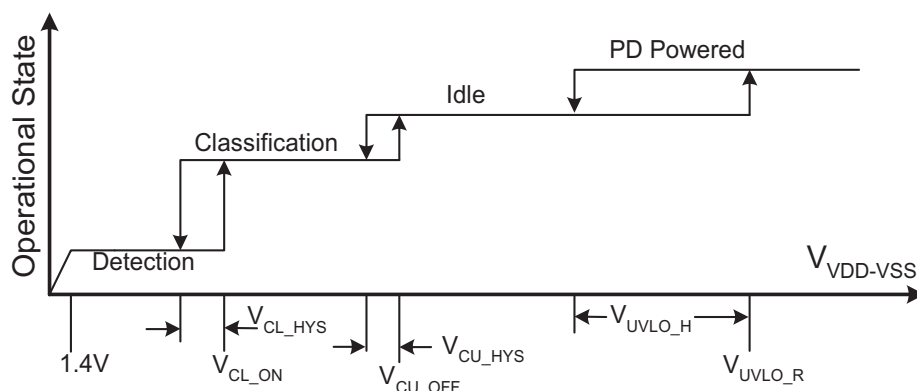 Operational State
PD Powered
Idle
Classification
Detection
V_VDD-VSS
V_CL_HYS
V_UVLO_H
V_CU_HYS
1.4V
V_CL_ON
V_CU_OFF
V_UVLO_R